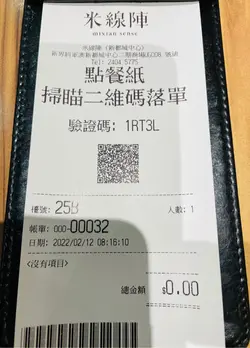 米線陣
mixian sense
米線陣 (新都城中心)
Tel: 2404 5775
點餐紙
掃瞄二維碼落單
驗證碼: 1RT3L
檯號: 25B 人數: 1
帳單: 000-00032
日期: 2022/02/12 08:16:10
<沒有項目>
總金額 $0.00